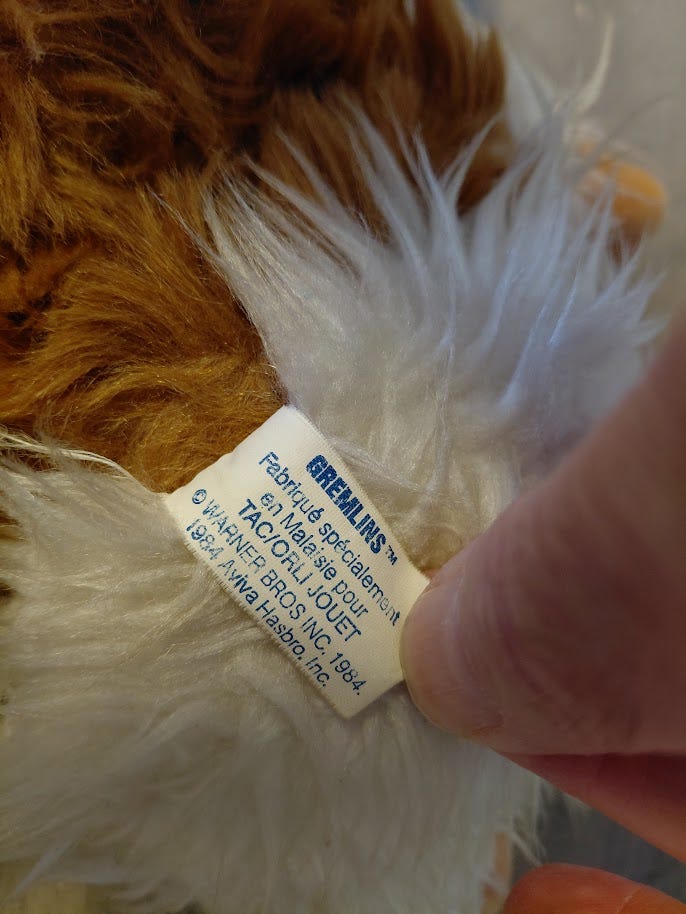 GREMLINS™
Fabriqué spécialement
en Malaisie pour
TAC/ORLI JOUET
© WARNER BROS INC. 1984.
1984 Aviva Hasbro, Inc.